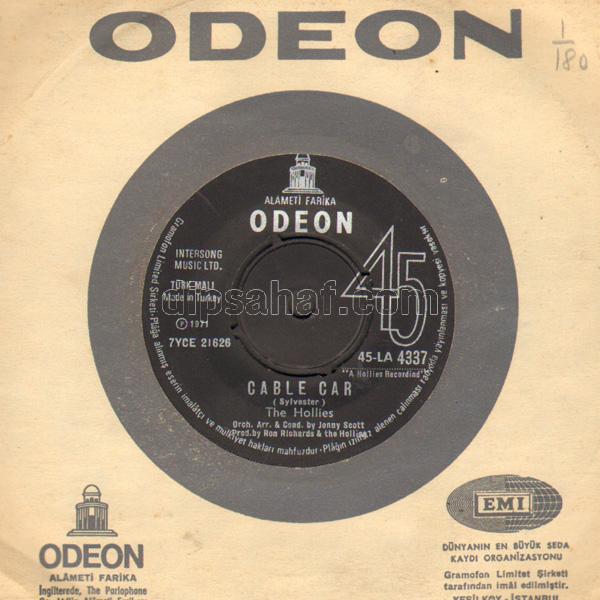 ODEON
1
180
ALÂMETİ FARİKA
ODEON
INTERSONG
MUSIC LTD.
TÜRK MALI
Made in Turkey
Ⓟ 1971
7YCE 21626
45
45-LA 4337
"A Hollies Recording"
CABLE CAR
(Sylvester)
The Hollies
Orch. Arr. & Cond. by Jonny Scott
Prod. by Ron Richards & the Hollies
Gramofon Limited Şirketi - Plâğa alınmış eserin imalâtçı ve mülkiyet hakları mahfuzdur - Plâğın izinsiz alenen çalınması radyoda yayınlanması ve kopyesi yasaktır
dipsahaf.com
ODEON
ALÂMETİ FARİKA
İngilterede, The Parlophone
EMI
DÜNYANIN EN BÜYÜK SEDA
KAYDI ORGANİZASYONU
Gramofon Limitet Şirketi
tarafından imal edilmiştir.
YEŞİLKÖY - İSTANBUL